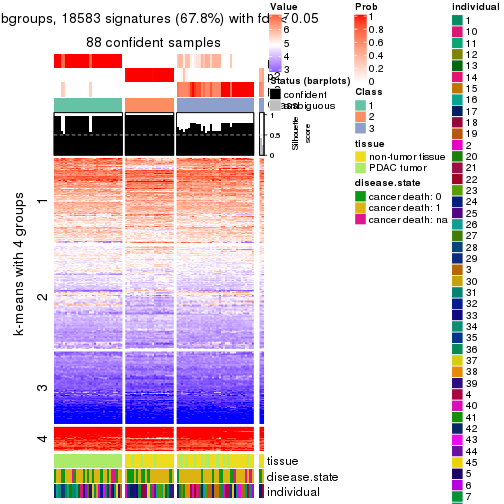 bgroups, 18583 signatures (67.8%) with fdr < 0.05
88 confident samples
k-means with 4 groups
1
2
3
4
1
0.5
0
Silhouette
score
tissue
disease.state
individual
Value
6
5
4
3
Status (barplots)
confident
ambiguous
Prob
1
0.8
0.6
0.4
0.2
0
Class
1
2
3
tissue
non-tumor tissue
PDAC tumor
disease.state
cancer death: 0
cancer death: 1
cancer death: na
individual
1
10
11
12
13
14
15
16
17
18
19
2
20
21
22
23
24
25
26
27
28
29
3
30
31
32
33
34
35
36
37
38
39
4
40
41
42
43
44
45
5
6
7